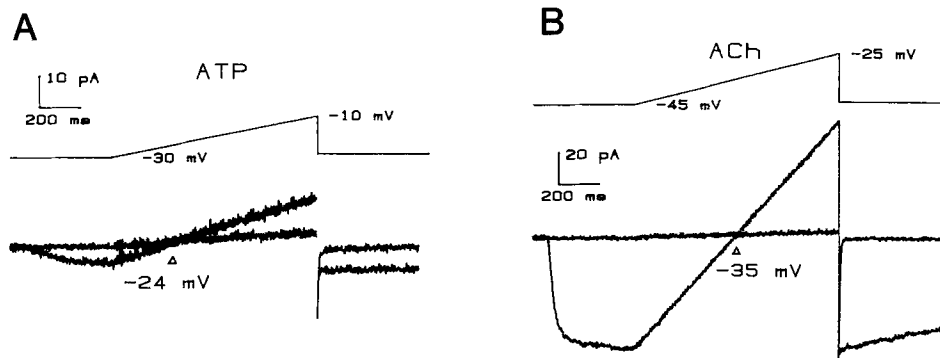 A
10 pA
200 ms
ATP
-10 mV
-30 mV
-24 mV
B
ACh
-25 mV
-45 mV
20 pA
200 ms
-35 mV